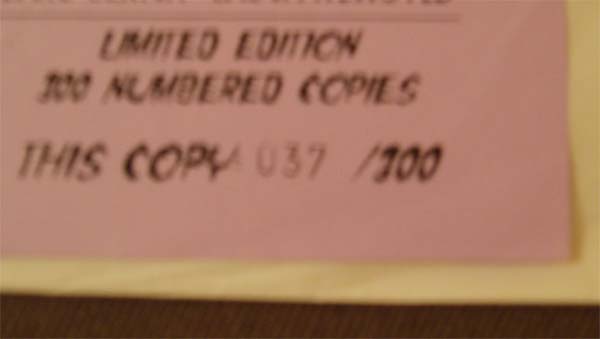 LIMITED EDITION
300 NUMBERED COPIES
THIS COPY 037 /300